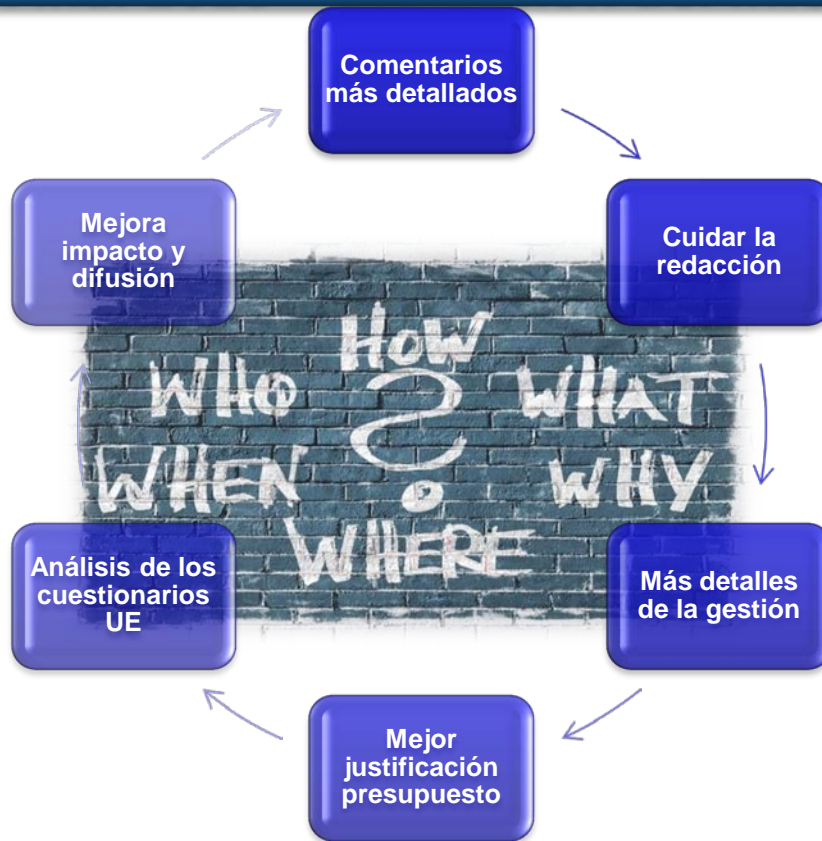 Comentarios
más detallados
Mejora
impacto y
difusión
Cuidar la
redacción
HOW
WHO
?
WHAT
WHEN
WHY
WHERE
Análisis de los
cuestionarios
UE
Más detalles
de la gestión
Mejor
justificación
presupuesto